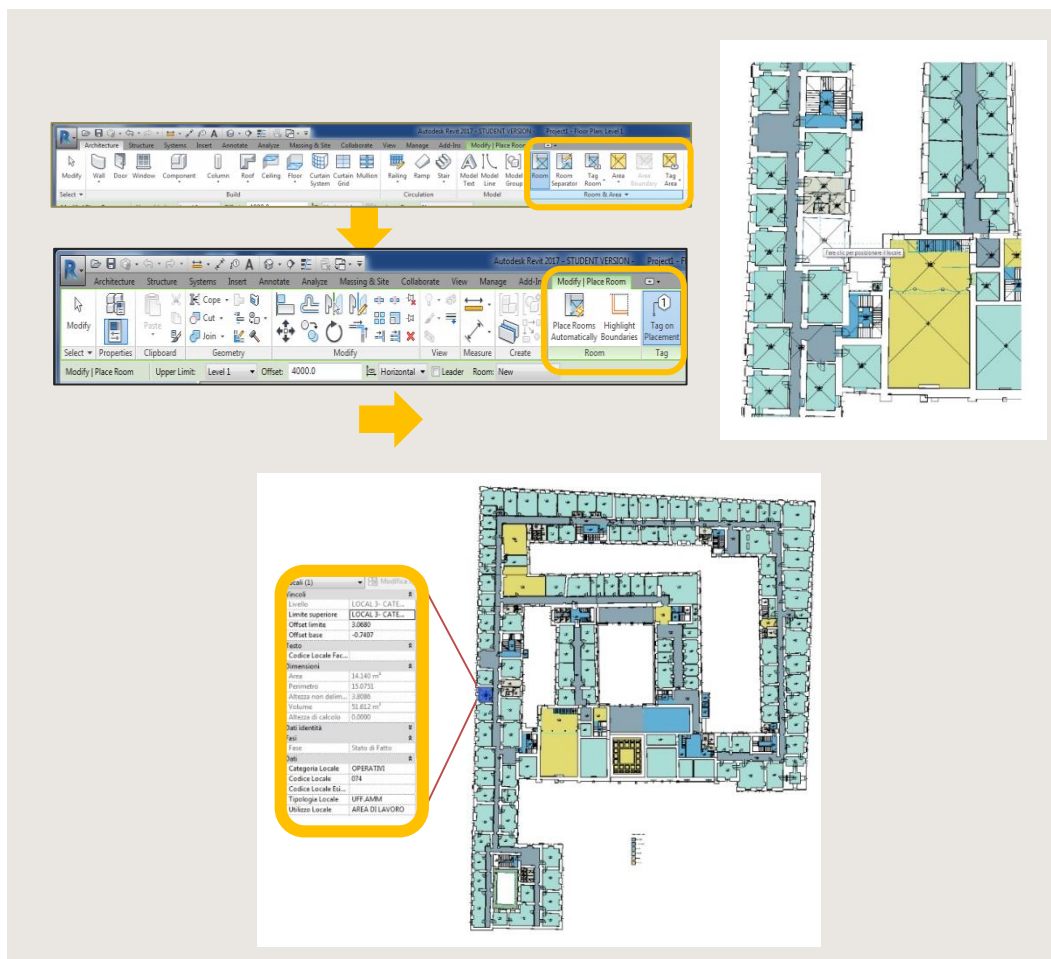 Autodesk Revit 2017 - STUDENT VERSION - Project1 - Floor Plan: Level 1
Architecture Structure Systems Insert Annotate Analyze Massing & Site Collaborate View Manage Add-Ins Modify | Place Room
Modify Wall Door Window Component Column Roof Ceiling Floor Curtain System Curtain Grid Mullion Railing Ramp Stair Model Text Model Line Model Group Room Room Separator Tag Room Area Area Boundary Tag Area
Select Build Circulation Model Room & Area
Autodesk Revit 2017 - STUDENT VERSION - Project1 - F
Architecture Structure Systems Insert Annotate Analyze Massing & Site Collaborate View Manage Add-In Modify | Place Room
Cope
Modify Paste Cut Place Rooms Automatically Highlight Boundaries Tag on Placement
Join
Select Properties Clipboard Geometry Modify View Measure Create Room Tag
Modify | Place Room Upper Limit: Level 1 Offset: 4000.0 Horizontal Leader Room: New
Fare clic per posizionare il locale
Locali (1) Modifica
Vincoli
Livello LOCAL 3- CATE...
Limite superiore LOCAL 3- CATE...
Offset limite 3.0680
Offset base -0.7407
Testo
Codice Locale Fac...
Dimensioni
Area 14.140 m²
Perimetro 15.0751
Altezza non delim... 3.8086
Volume 51.612 m³
Altezza di calcolo 0.0000
Dati identità
Fasi
Fase Stato di Fatto
Dati
Categoria Locale OPERATIVI
Codice Locale 074
Codice Locale Esi...
Tipologia Locale UFF.AMM
Utilizzo Locale AREA DI LAVORO